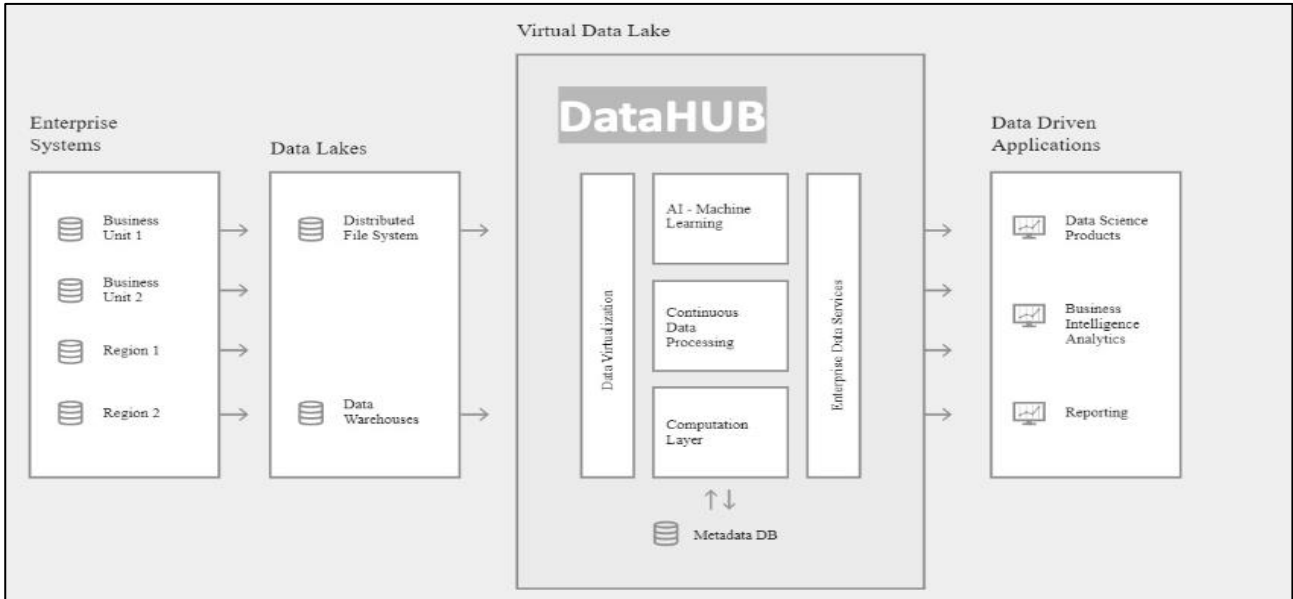 Virtual Data Lake
DataHUB
Enterprise
Systems
Data Lakes
Data Driven
Applications
Business
Unit 1
Business
Unit 2
Region 1
Region 2
Distributed
File System
Data
Warehouses
Data Virtualization
AI - Machine
Learning
Continuous
Data
Processing
Computation
Layer
Enterprise Data Services
Metadata DB
Data Science
Products
Business
Intelligence
Analytics
Reporting